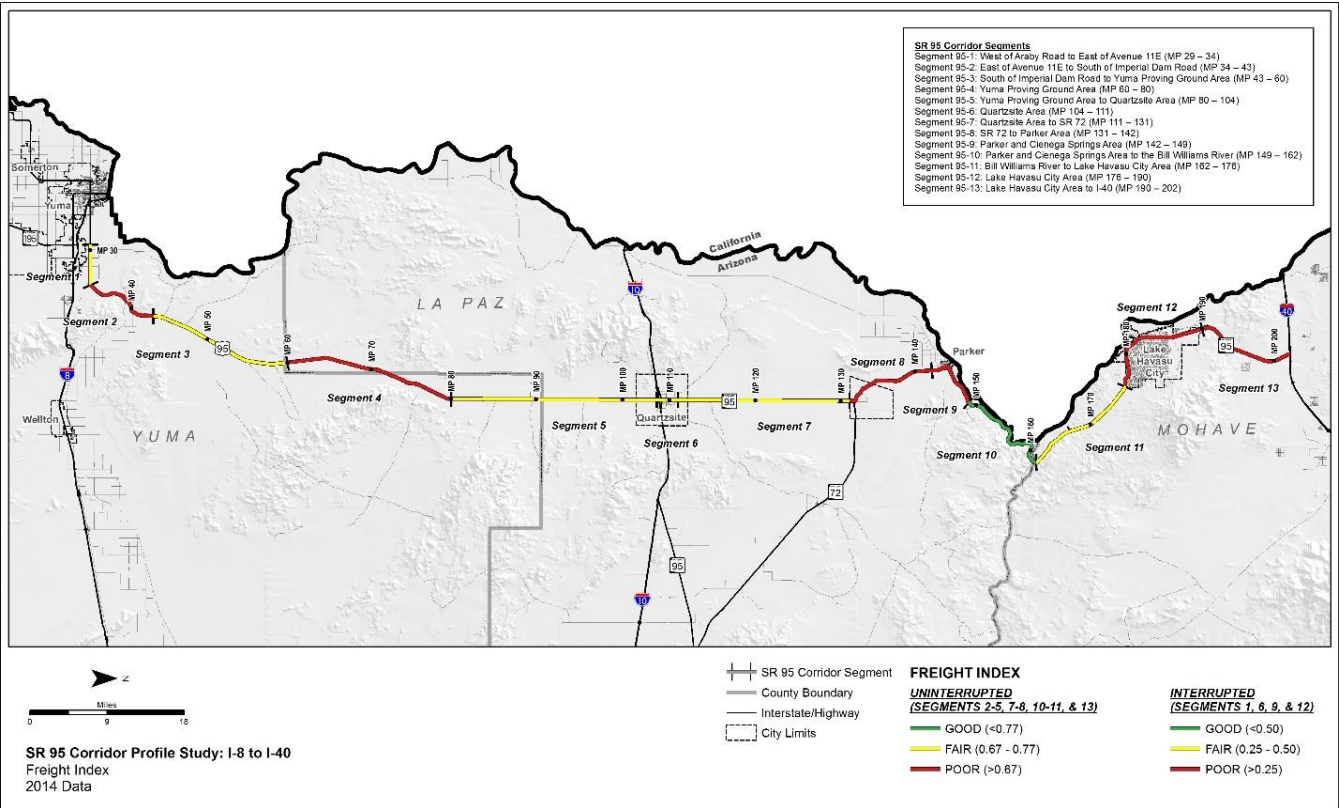 SR 95 Corridor Segments
Segment 95-1: West of Araby Road to East of Avenue 11E (MP 29 – 34)
Segment 95-2: East of Avenue 11E to South of Imperial Dam Road (MP 34 – 43)
Segment 95-3: South of Imperial Dam Road to Yuma Proving Ground Area (MP 43 – 60)
Segment 95-4: Yuma Proving Ground Area (MP 60 – 80)
Segment 95-5: Yuma Proving Ground Area to Quartzsite Area (MP 80 – 104)
Segment 95-6: Quartzsite Area (MP 104 – 111)
Segment 95-7: Quartzsite Area to SR 72 (MP 111 – 131)
Segment 95-8: SR 72 to Parker Area (MP 131 – 142)
Segment 95-9: Parker and Cienega Springs Area (MP 142 – 149)
Segment 95-10: Parker and Cienega Springs Area to the Bill Williams River (MP 149 – 162)
Segment 95-11: Bill Williams River to Lake Havasu City Area (MP 162 – 176)
Segment 95-12: Lake Havasu City Area (MP 176 – 190)
Segment 95-13: Lake Havasu City Area to I-40 (MP 190 – 202)
Somerton
Yuma
195
MP 30
Segment 1
MP 40
Segment 2
MP 50
Segment 3
95
MP 60
8
Wellton
YUMA
LA PAZ
MP 70
Segment 4
MP 80
MP 90
Segment 5
MP 100
10
California
Arizona
MP 110
Quartzsite
Segment 6
95
MP 120
Segment 7
MP 130
95
10
72
Segment 8
MP 140
Parker
Segment 9
MP 150
Segment 10
MP 160
MP 170
Segment 11
MOHAVE
MP 180
Segment 12
Lake
Havasu
City
MP 190
95
MP 200
Segment 13
40
N
Miles
0 9 18
SR 95 Corridor Profile Study: I-8 to I-40
Freight Index
2014 Data
SR 95 Corridor Segment
County Boundary
Interstate/Highway
City Limits
FREIGHT INDEX
UNINTERRUPTED
(SEGMENTS 2-5, 7-8, 10-11, & 13)
GOOD (<0.77)
FAIR (0.67 - 0.77)
POOR (>0.67)
INTERRUPTED
(SEGMENTS 1, 6, 9, & 12)
GOOD (<0.50)
FAIR (0.25 - 0.50)
POOR (>0.25)